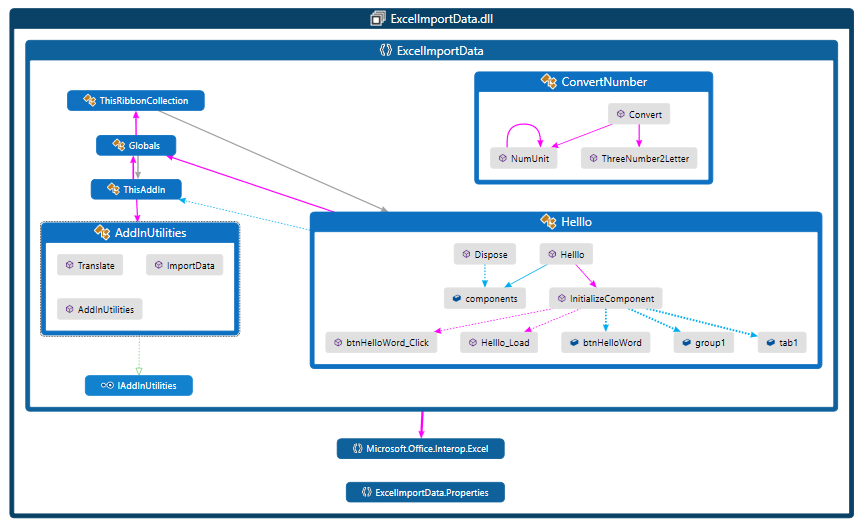 ExcelImportData.dll
ExcelImportData
ConvertNumber
ThisRibbonCollection
Convert
Globals
NumUnit
ThreeNumber2Letter
ThisAddIn
AddInUtilities
Helllo
Translate
ImportData
Dispose
Helllo
AddInUtilities
components
InitializeComponent
btnHelloWord_Click
Helllo_Load
btnHelloWord
group1
tab1
IAddInUtilities
Microsoft.Office.Interop.Excel
ExcelImportData.Properties